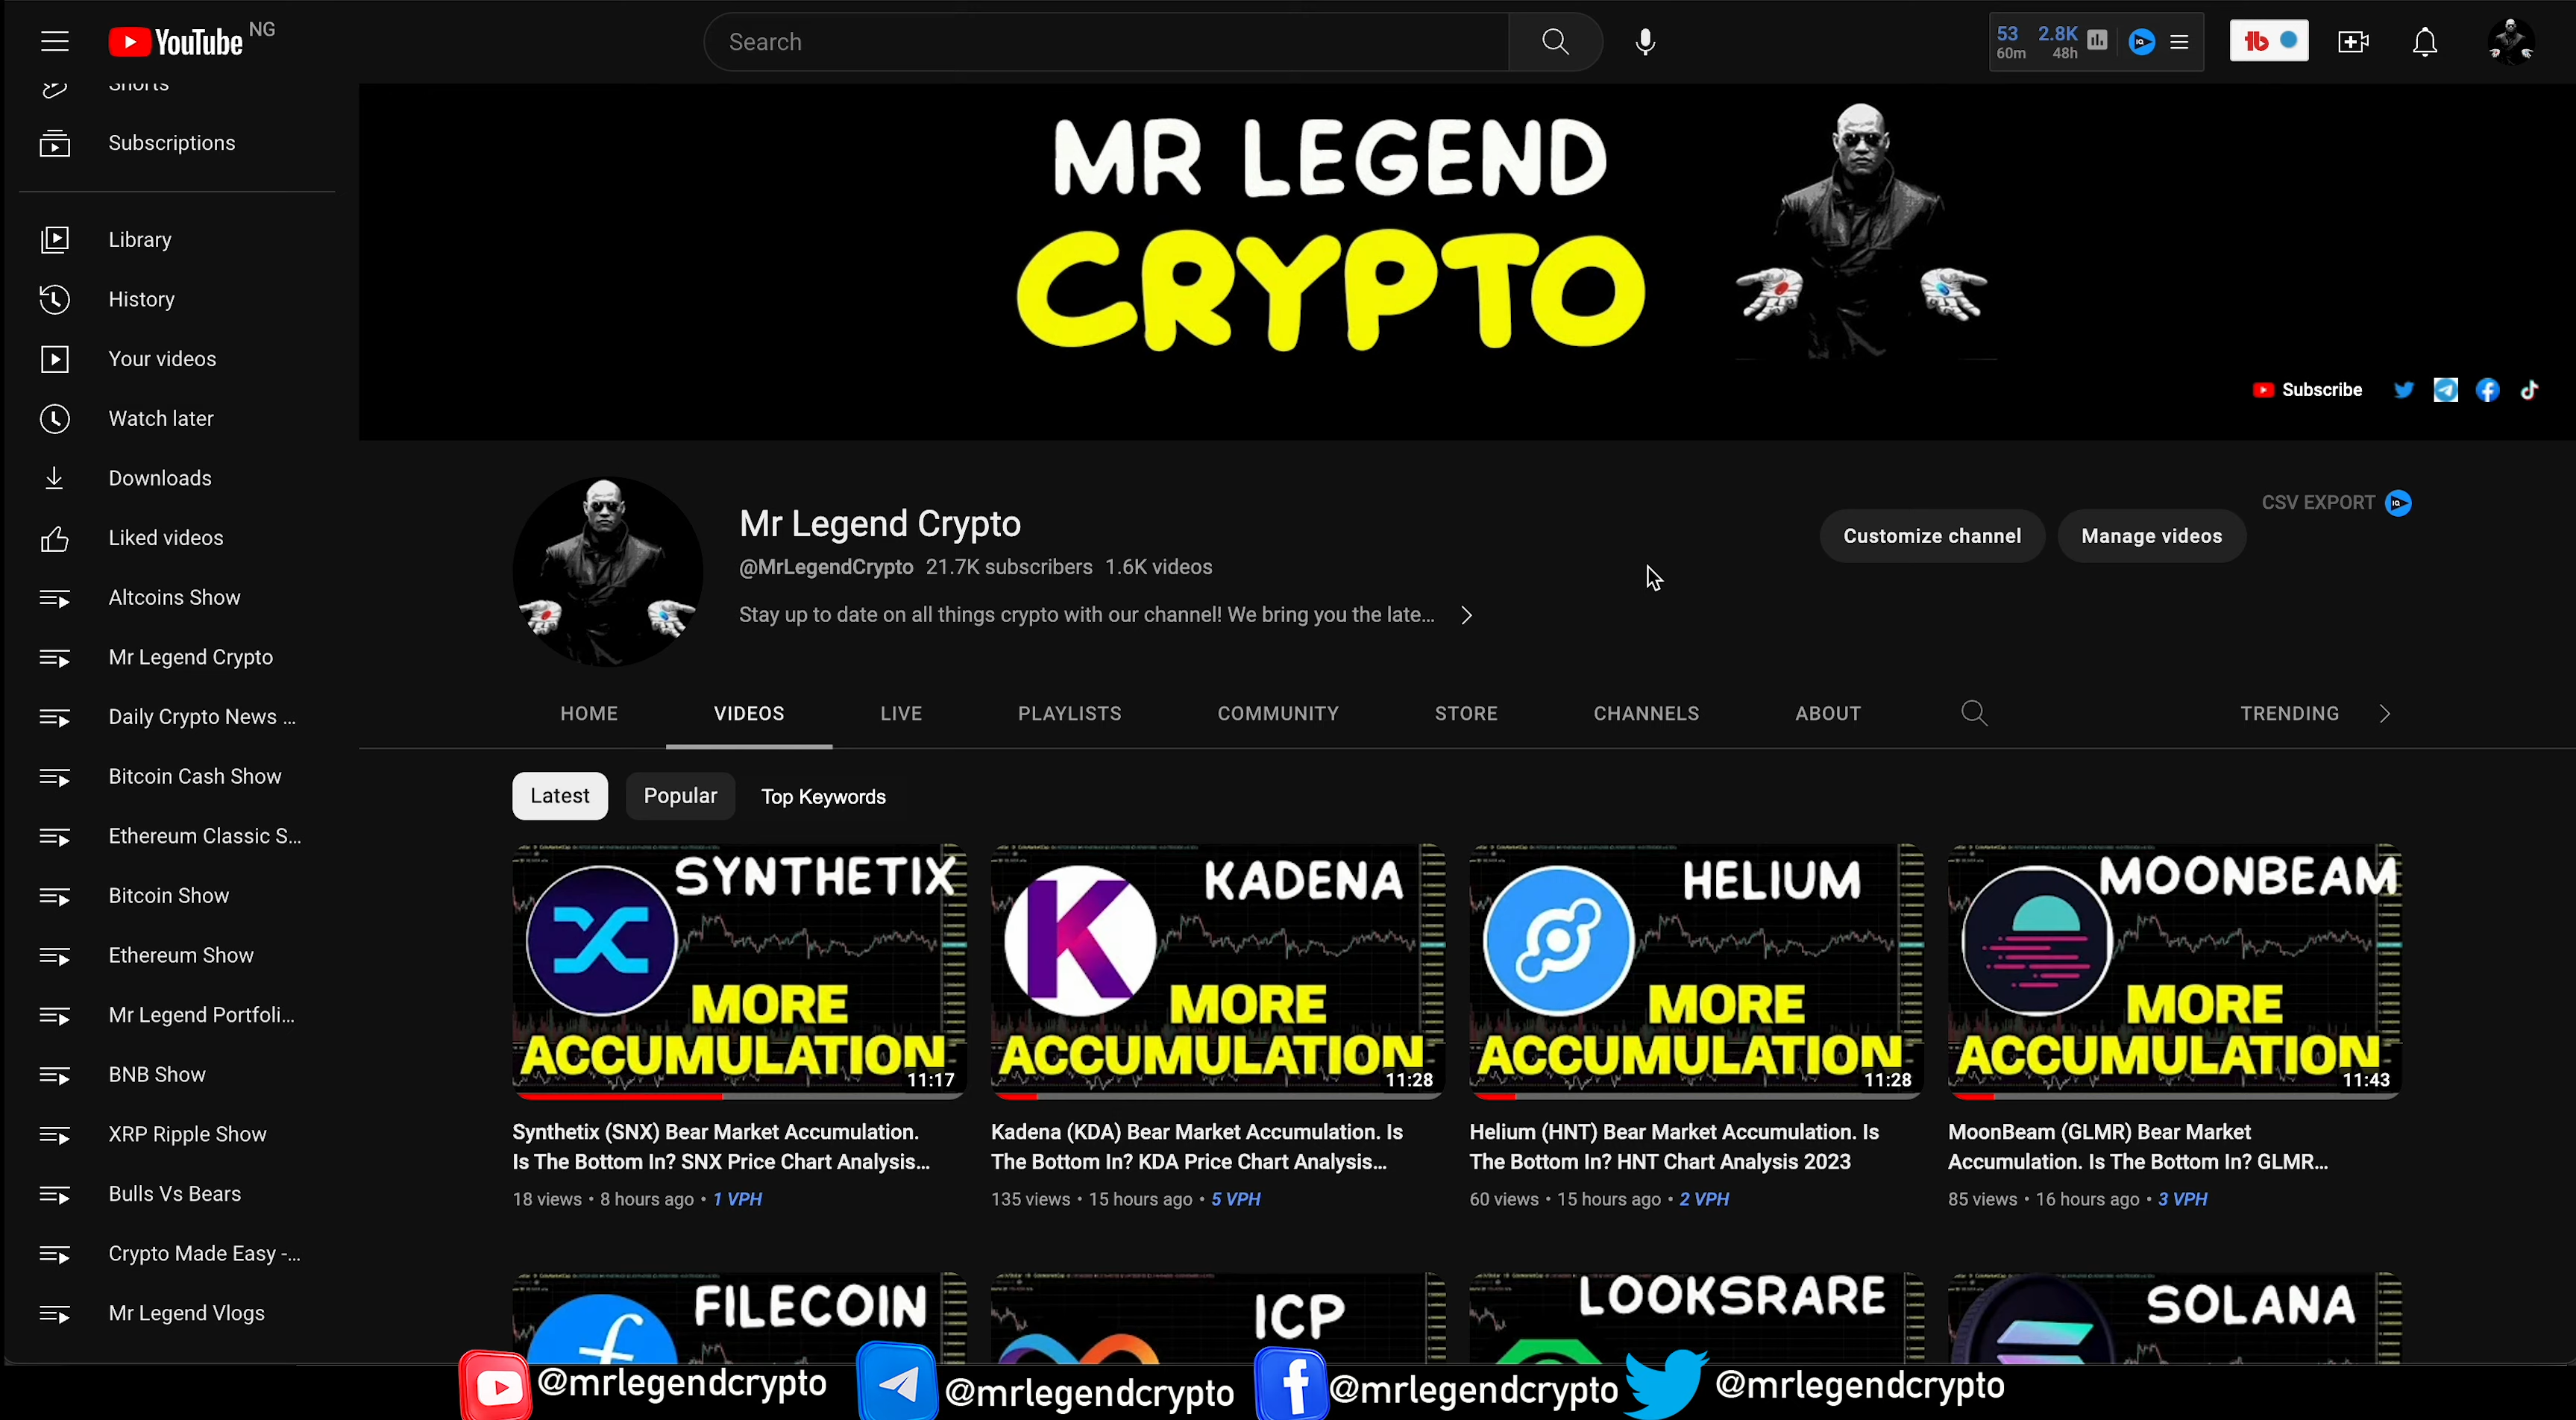 YouTube NG
Search
53 2.8K
60m 48h
Shorts
Subscriptions
Library
History
Your videos
Watch later
Downloads
Liked videos
Altcoins Show
Mr Legend Crypto
Daily Crypto News ...
Bitcoin Cash Show
Ethereum Classic S...
Bitcoin Show
Ethereum Show
Mr Legend Portfoli...
BNB Show
XRP Ripple Show
Bulls Vs Bears
Crypto Made Easy -...
Mr Legend Vlogs
MR LEGEND
CRYPTO
Subscribe
Mr Legend Crypto
@MrLegendCrypto 21.7K subscribers 1.6K videos
Stay up to date on all things crypto with our channel! We bring you the late...
CSV EXPORT
Customize channel Manage videos
HOME VIDEOS LIVE PLAYLISTS COMMUNITY STORE CHANNELS ABOUT TRENDING
Latest Popular Top Keywords
SYNTHETIX
MORE
ACCUMULATION
11:17
Synthetix (SNX) Bear Market Accumulation.
Is The Bottom In? SNX Price Chart Analysis...
18 views • 8 hours ago • 1 VPH
KADENA
MORE
ACCUMULATION
11:28
Kadena (KDA) Bear Market Accumulation. Is
The Bottom In? KDA Price Chart Analysis...
135 views • 15 hours ago • 5 VPH
HELIUM
MORE
ACCUMULATION
11:28
Helium (HNT) Bear Market Accumulation. Is
The Bottom In? HNT Chart Analysis 2023
60 views • 15 hours ago • 2 VPH
MOONBEAM
MORE
ACCUMULATION
11:43
MoonBeam (GLMR) Bear Market
Accumulation. Is The Bottom In? GLMR...
85 views • 16 hours ago • 3 VPH
FILECOIN
ICP
LOOKSRARE
SOLANA
@mrlegendcrypto @mrlegendcrypto @mrlegendcrypto @mrlegendcrypto